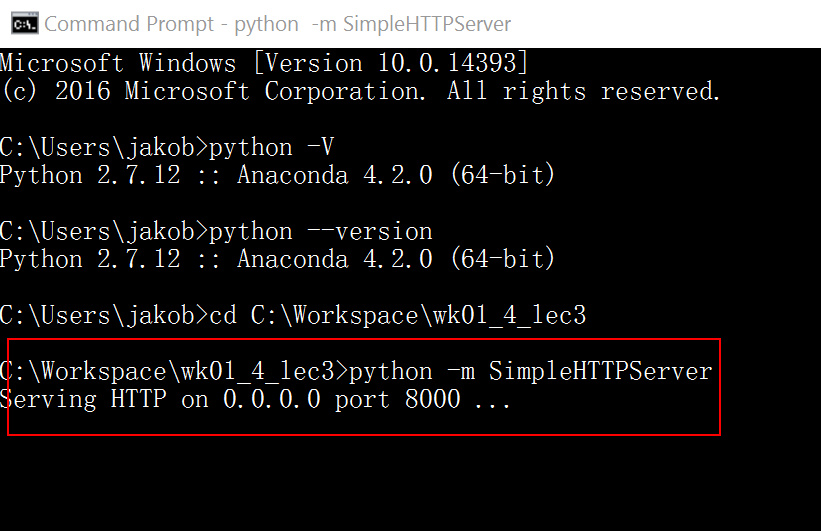 Command Prompt - python  -m SimpleHTTPServer
Microsoft Windows [Version 10.0.14393]
(c) 2016 Microsoft Corporation. All rights reserved.
C:\Users\jakob>python -V
Python 2.7.12 :: Anaconda 4.2.0 (64-bit)
C:\Users\jakob>python --version
Python 2.7.12 :: Anaconda 4.2.0 (64-bit)
C:\Users\jakob>cd C:\Workspace\wk01_4_lec3
C:\Workspace\wk01_4_lec3>python -m SimpleHTTPServer
Serving HTTP on 0.0.0.0 port 8000 ...